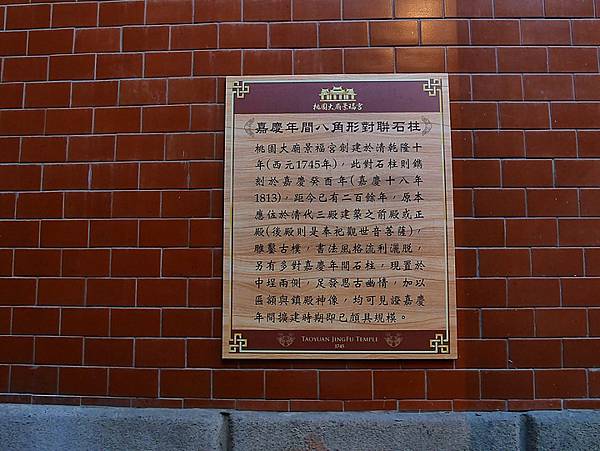 桃園大廟景福宮
嘉慶年間八角形對聯石柱
桃園大廟景福宮創建於清乾隆十
年(西元1745年)，此對石柱則鐫
刻於嘉慶癸酉年(嘉慶十八年
1813)，距今已有二百餘年，原本
應位於清代三殿建築之前殿或正
殿(後殿則是奉祀觀世音菩薩)，
雕鑿古樸，書法風格流利灑脫，
另有多對嘉慶年間石柱，現置於
中埕兩側，足發思古幽情，加以
匾額與鎮殿神像，均可見證嘉慶
年間擴建時期即已頗具規模。
TAOYUAN JINGFU TEMPLE
1745